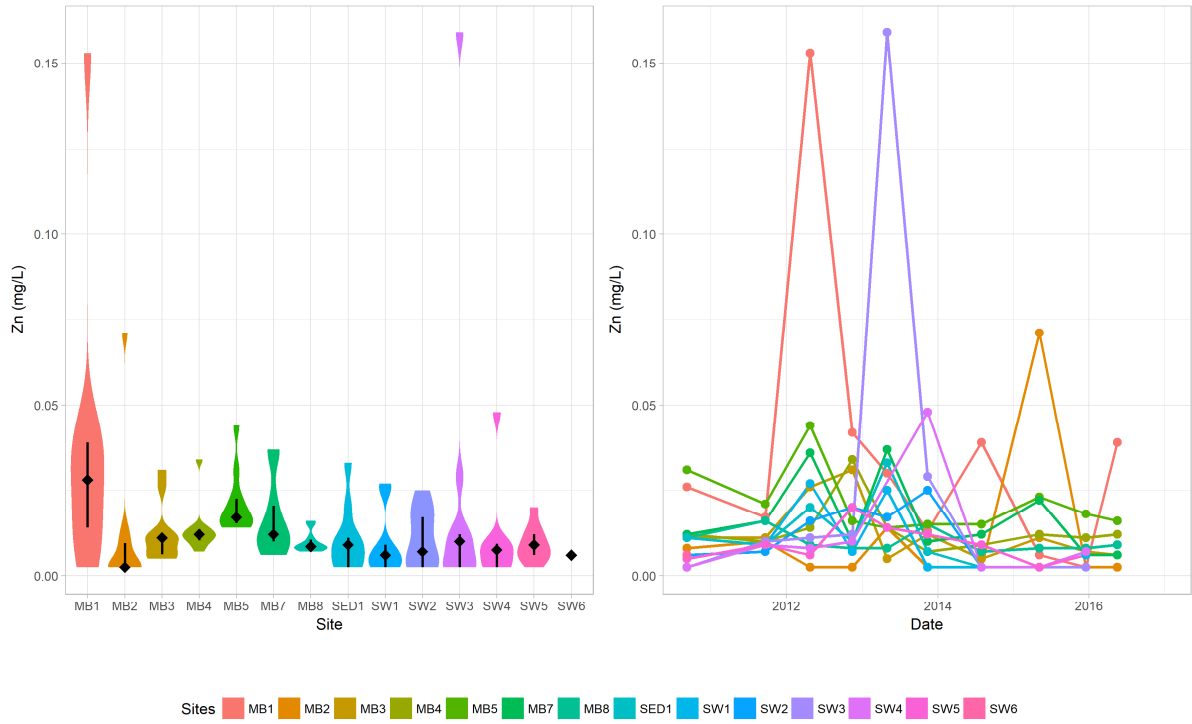 Zn (mg/L)
0.15
0.10
0.05
0.00
MB1 MB2 MB3 MB4 MB5 MB7 MB8 SED1 SW1 SW2 SW3 SW4 SW5 SW6
Site
Zn (mg/L)
0.15
0.10
0.05
0.00
2012 2014 2016
Date
Sites MB1 MB2 MB3 MB4 MB5 MB7 MB8 SED1 SW1 SW2 SW3 SW4 SW5 SW6